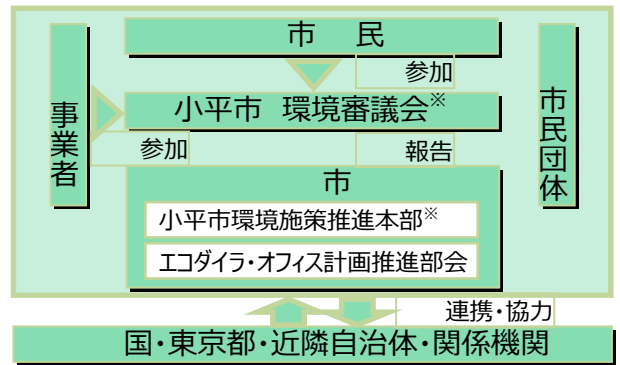 市 民
参加
事業者
小平市 環境審議会※
市民団体
参加
報告
市
小平市環境施策推進本部※
エコダイラ・オフィス計画推進部会
連携・協力
国・東京都・近隣自治体・関係機関